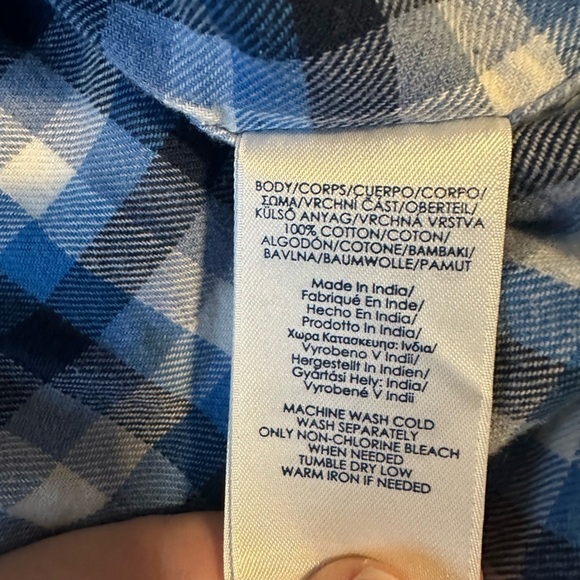 BODY/CORPS/CUERPO/CORPO/
ΣΩΜΑ/VRCHNÍ ČÁST/OBERTEIL/
KÜLSŐ ANYAG/VRCHNÁ VRSTVA
100% COTTON/COTON/
ALGODÓN/COTONE/BAMBAKI/
BAVLNA/BAUMWOLLE/PAMUT
Made In India/
Fabriqué En Inde/
Hecho En India/
Prodotto In India/
Χωρα Κατασκευησ: Ινδια/
Vyrobeno V Indii/
Hergestellt In Indien/
Gyártási Hely: India/
Vyrobené V Indii
MACHINE WASH COLD
WASH SEPARATELY
ONLY NON-CHLORINE BLEACH
WHEN NEEDED
TUMBLE DRY LOW
WARM IRON IF NEEDED